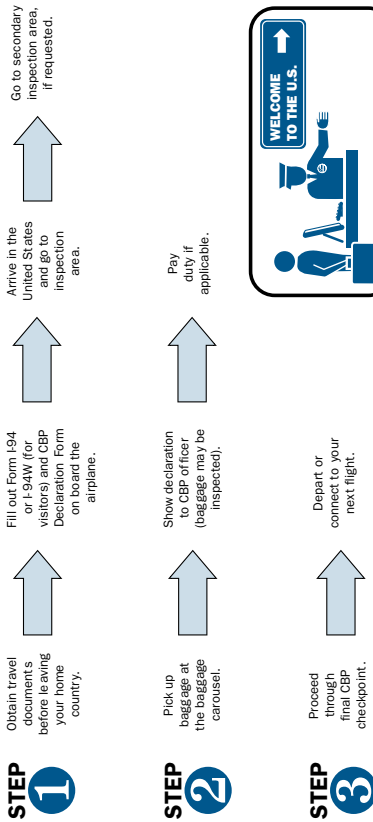 STEP
1
Obtain travel
documents
before leaving
your home
country.
Fill out Form I-94
or I-94W (for
visitors) and CBP
Declaration Form
on board the
airplane.
Arrive in the
United States
and go to
inspection
area.
Go to secondary
inspection area,
if requested.
STEP
2
Pick up
baggage at
the baggage
carousel.
Show declaration
to CBP officer
(baggage may be
inspected).
Pay
duty if
applicable.
STEP
3
Proceed
through
final CBP
checkpoint.
Depart or
connect to your
next flight.
WELCOME
TO THE U.S.